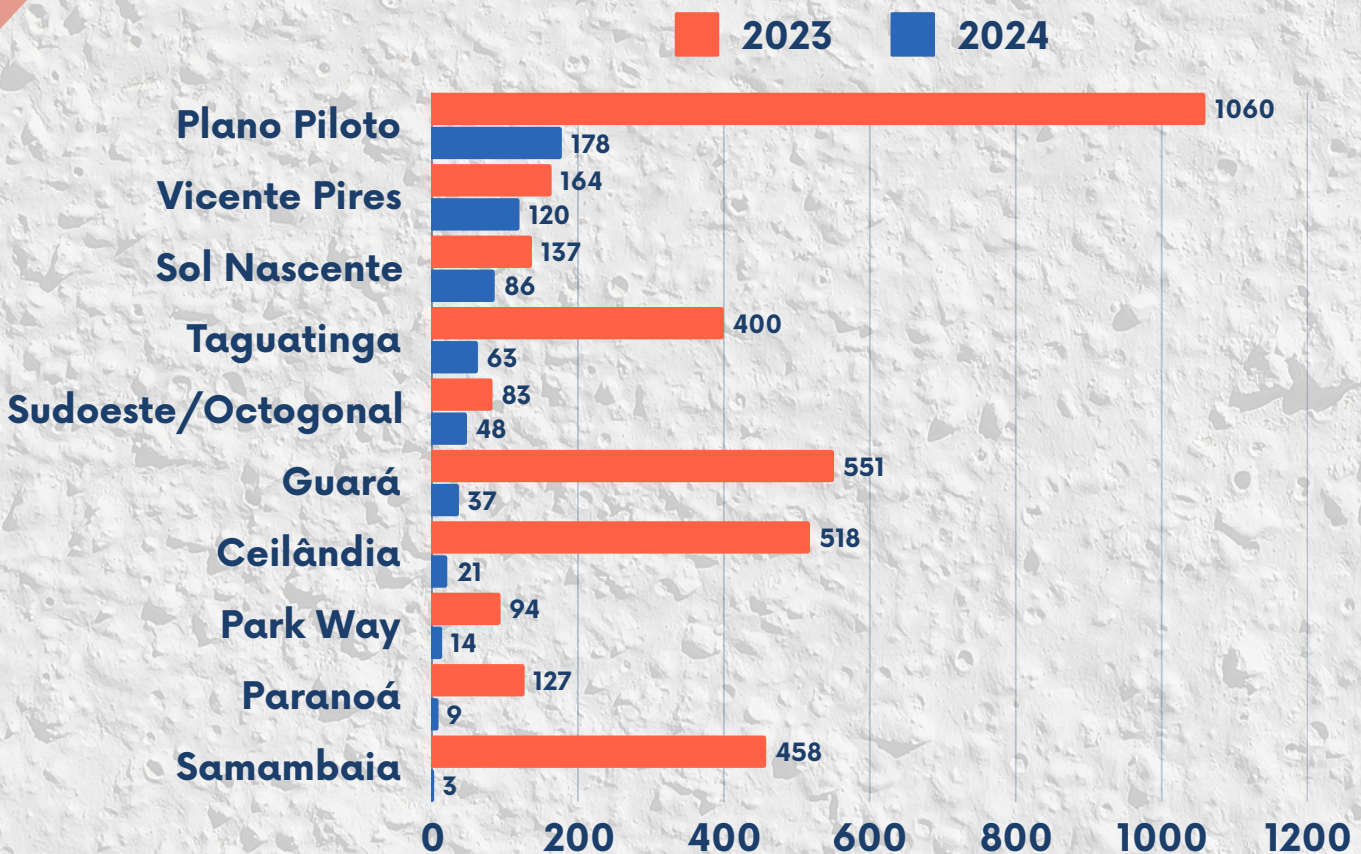 2023 2024
1060
Plano Piloto
178
164
Vicente Pires
120
137
Sol Nascente
86
400
Taguatinga
63
83
Sudoeste/Octogonal
48
551
Guará
37
518
Ceilândia
21
94
Park Way
14
127
Paranoá
9
458
Samambaia
3
0 200 400 600 800 1000 1200